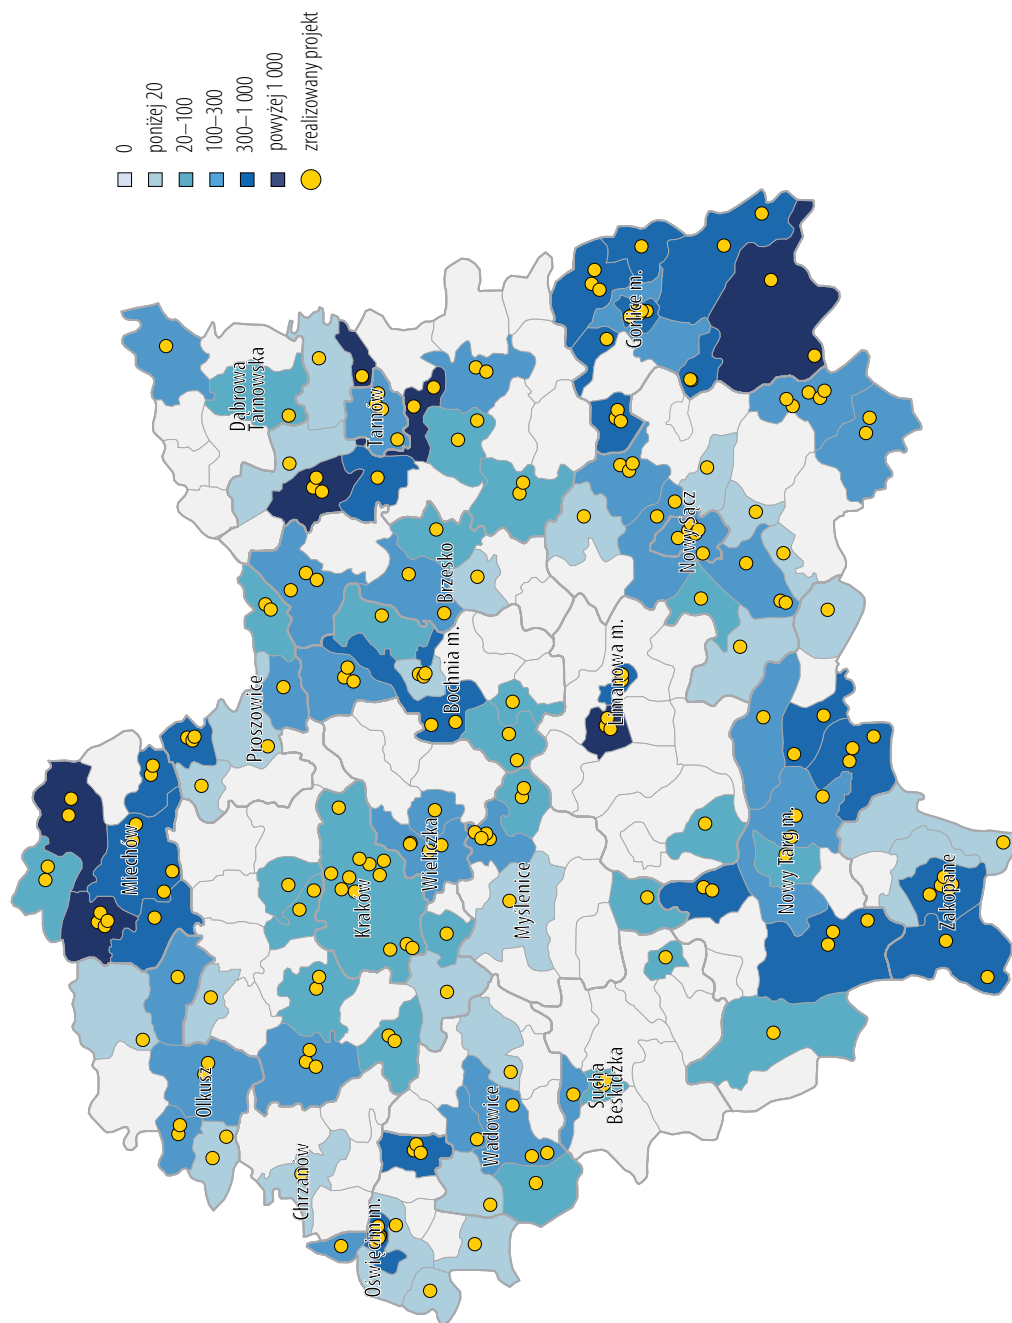 0
poniżej 20
20–100
100–300
300–1 000
powyżej 1 000
zrealizowany projekt
Dąbrowa
Tarnowska
Gorlice m.
Tarnów
Nowy Sącz
Brzesko
Bochnia m.
Limanowa m.
Proszowice
Miechów
Wieliczka
Kraków
Myślenice
Nowy Targ m.
Zakopane
Olkusz
Sucha
Beskidzka
Wadowice
Chrzanów
Oświęcim m.